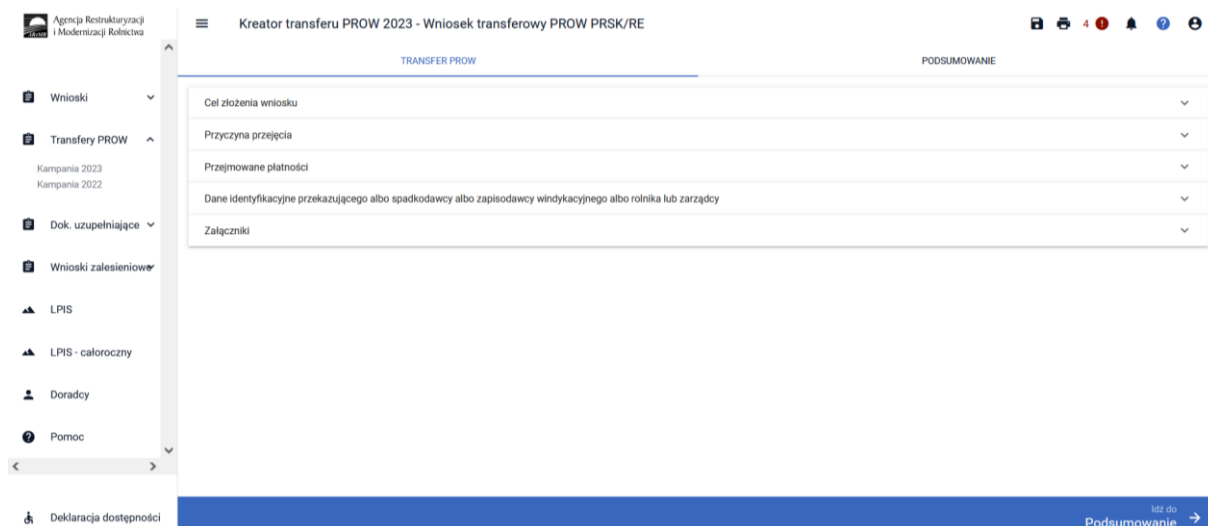 Agencja Restrukturyzacji
i Modernizacji Rolnictwa
Kreator transferu PROW 2023 - Wniosek transferowy PROW PRSK/RE
4
TRANSFER PROW
PODSUMOWANIE
Wnioski
Transfery PROW
Kampania 2023
Kampania 2022
Dok. uzupełniające
Wnioski zalesieniowe
LPIS
LPIS - całoroczny
Doradcy
Pomoc
Deklaracja dostępności
Cel złożenia wniosku
Przyczyna przejęcia
Przejmowane płatności
Dane identyfikacyjne przekazującego albo spadkodawcy albo zapisodawcy windykacyjnego albo rolnika lub zarządcy
Załączniki
Idź do
Podsumowanie